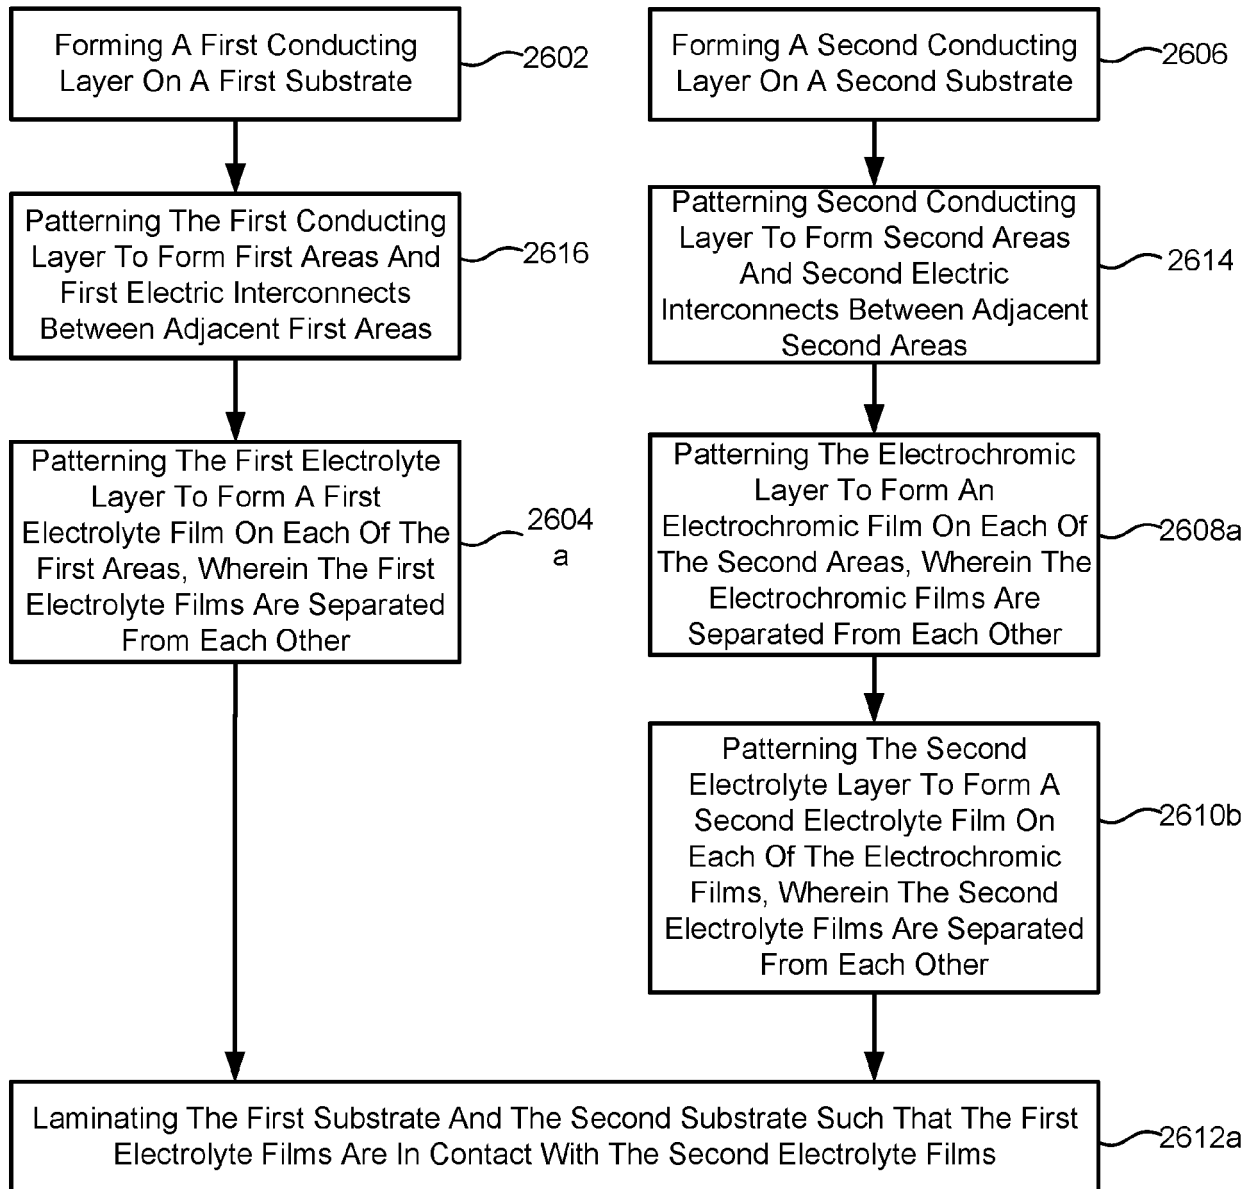 Forming A First Conducting
Layer On A First Substrate
2602
Patterning The First Conducting
Layer To Form First Areas And
First Electric Interconnects
Between Adjacent First Areas
2616
Patterning The First Electrolyte
Layer To Form A First
Electrolyte Film On Each Of The
First Areas, Wherein The First
Electrolyte Films Are Separated
From Each Other
2604
a
Forming A Second Conducting
Layer On A Second Substrate
2606
Patterning Second Conducting
Layer To Form Second Areas
And Second Electric
Interconnects Between Adjacent
Second Areas
2614
Patterning The Electrochromic
Layer To Form An
Electrochromic Film On Each Of
The Second Areas, Wherein The
Electrochromic Films Are
Separated From Each Other
2608a
Patterning The Second
Electrolyte Layer To Form A
Second Electrolyte Film On
Each Of The Electrochromic
Films, Wherein The Second
Electrolyte Films Are Separated
From Each Other
2610b
Laminating The First Substrate And The Second Substrate Such That The First
Electrolyte Films Are In Contact With The Second Electrolyte Films
2612a